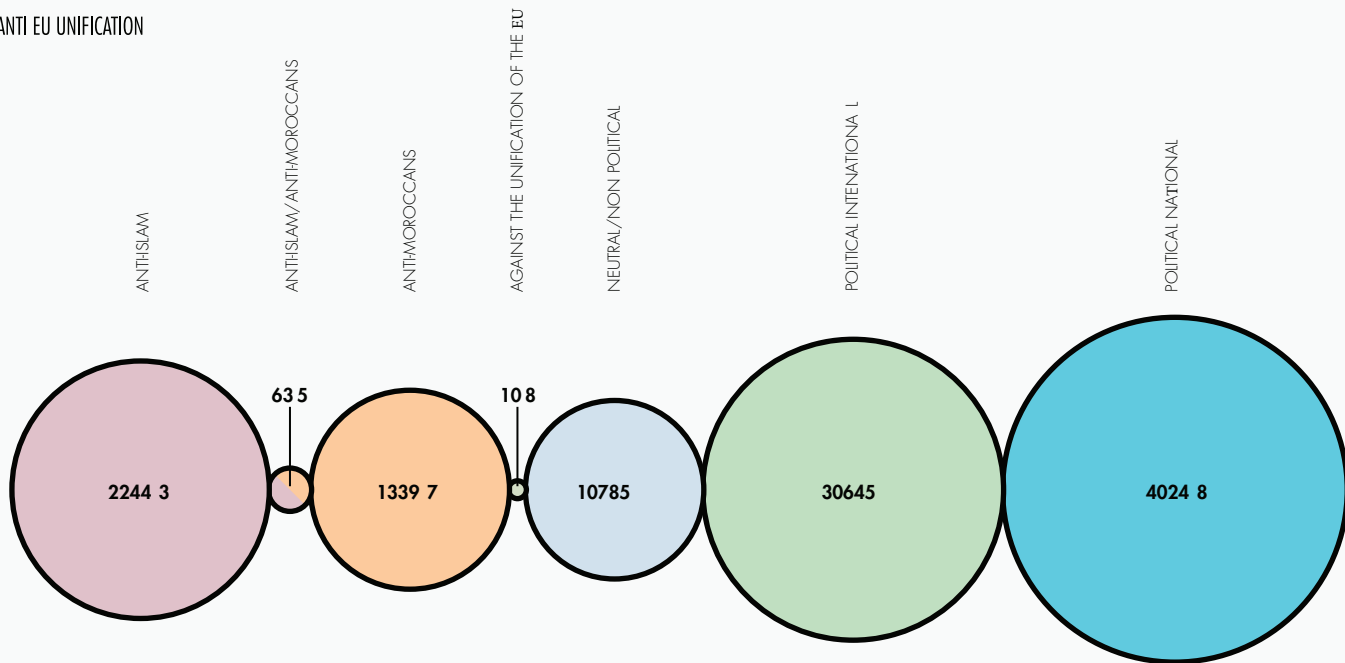 ANTI EU UNIFICATION
ANTI-ISLAM
ANTI-ISLAM/ANTI-MOROCCANS
ANTI-MOROCCANS
AGAINST THE UNIFICATION OF THE EU
NEUTRAL/NON POLITICAL
POLITICAL INTENATIONA L
POLITICAL NATIONAL
2244 3
63 5
1339 7
10 8
10785
30645
4024 8